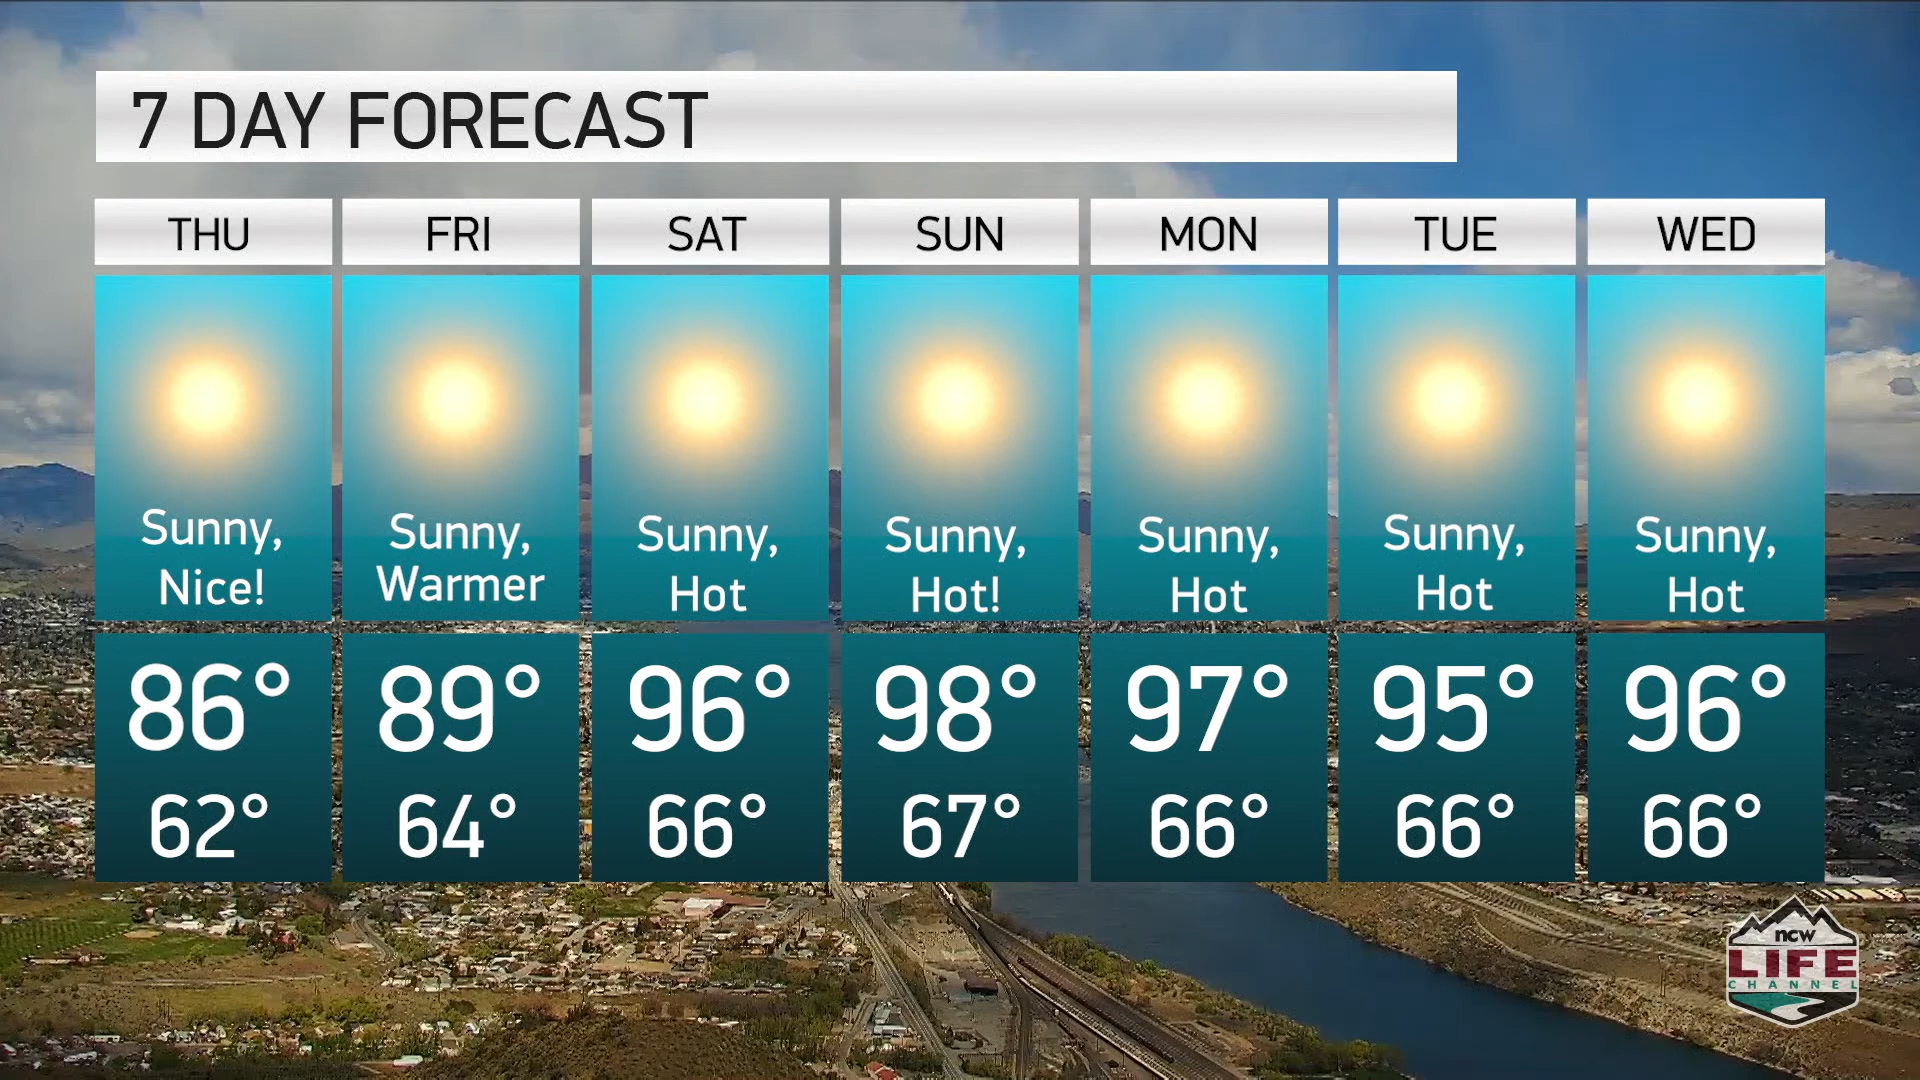 7 DAY FORECAST
THU FRI SAT SUN MON TUE WED
Sunny, Sunny, Sunny, Sunny, Sunny, Sunny, Sunny,
Nice! Warmer Hot Hot! Hot Hot Hot
86° 89° 96° 98° 97° 95° 96°
62° 64° 66° 67° 66° 66° 66°
ncw
LIFE
CHANNEL